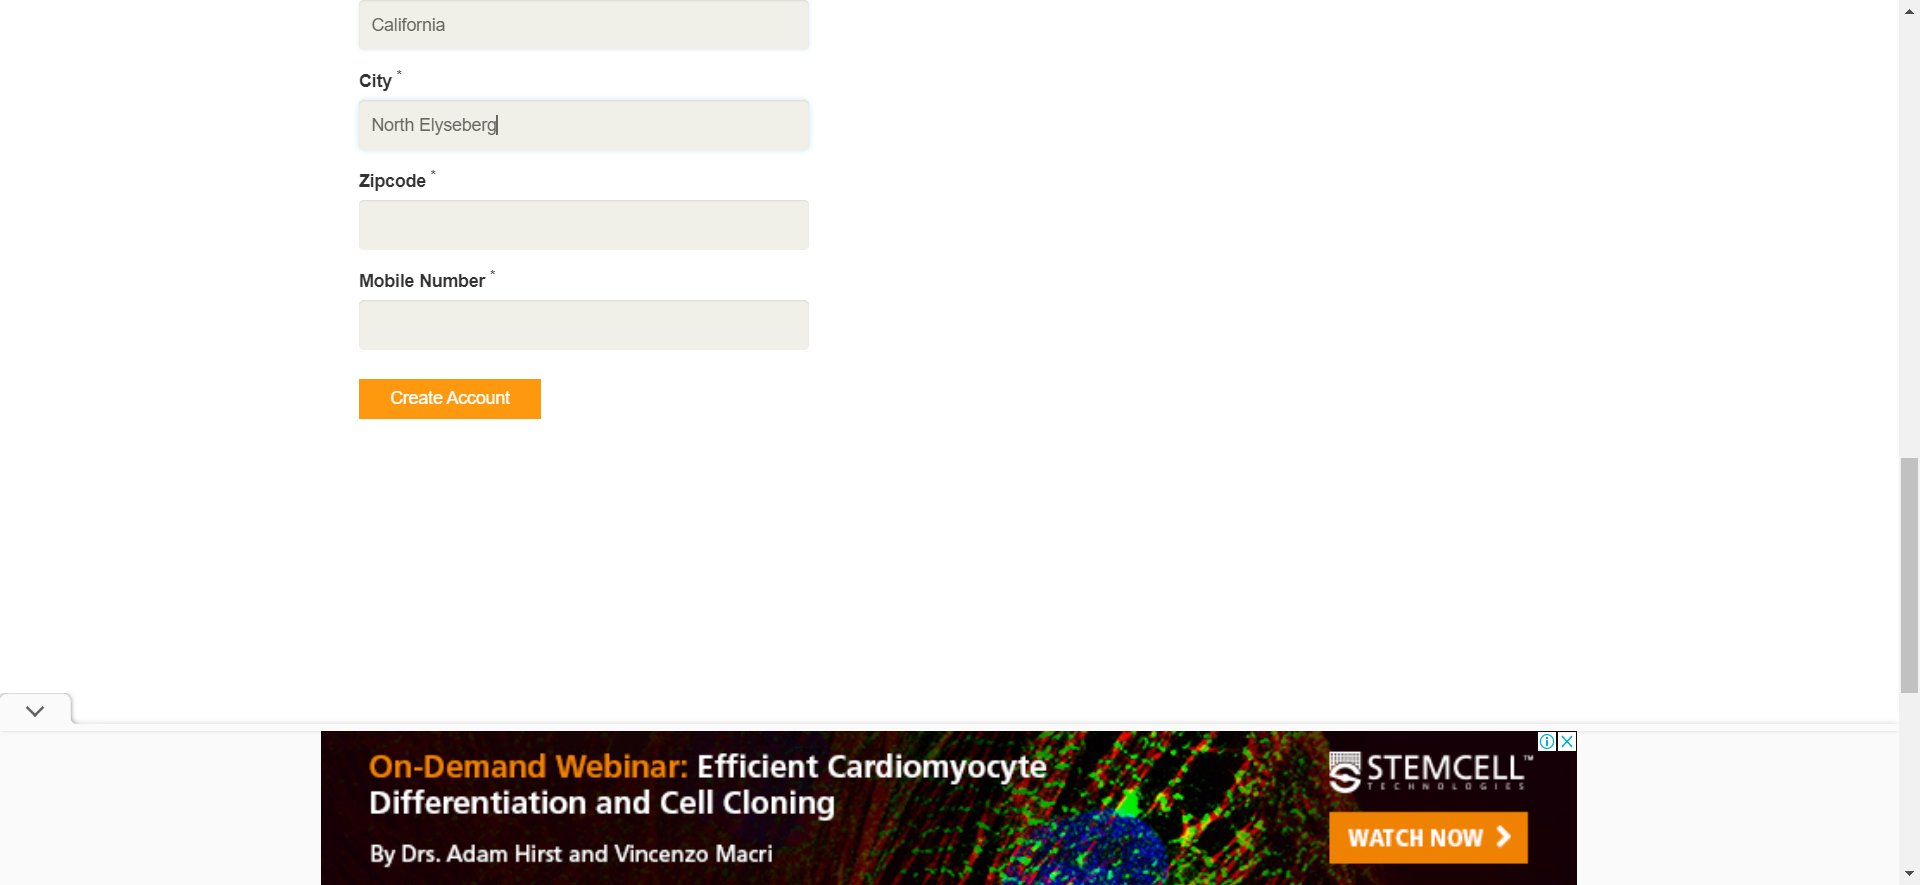 California
City *
North Elyseberg
Zipcode *
Mobile Number *
Create Account
On-Demand Webinar: Efficient Cardiomyocyte
Differentiation and Cell Cloning
By Drs. Adam Hirst and Vincenzo Macri
STEMCELL™
TECHNOLOGIES
WATCH NOW